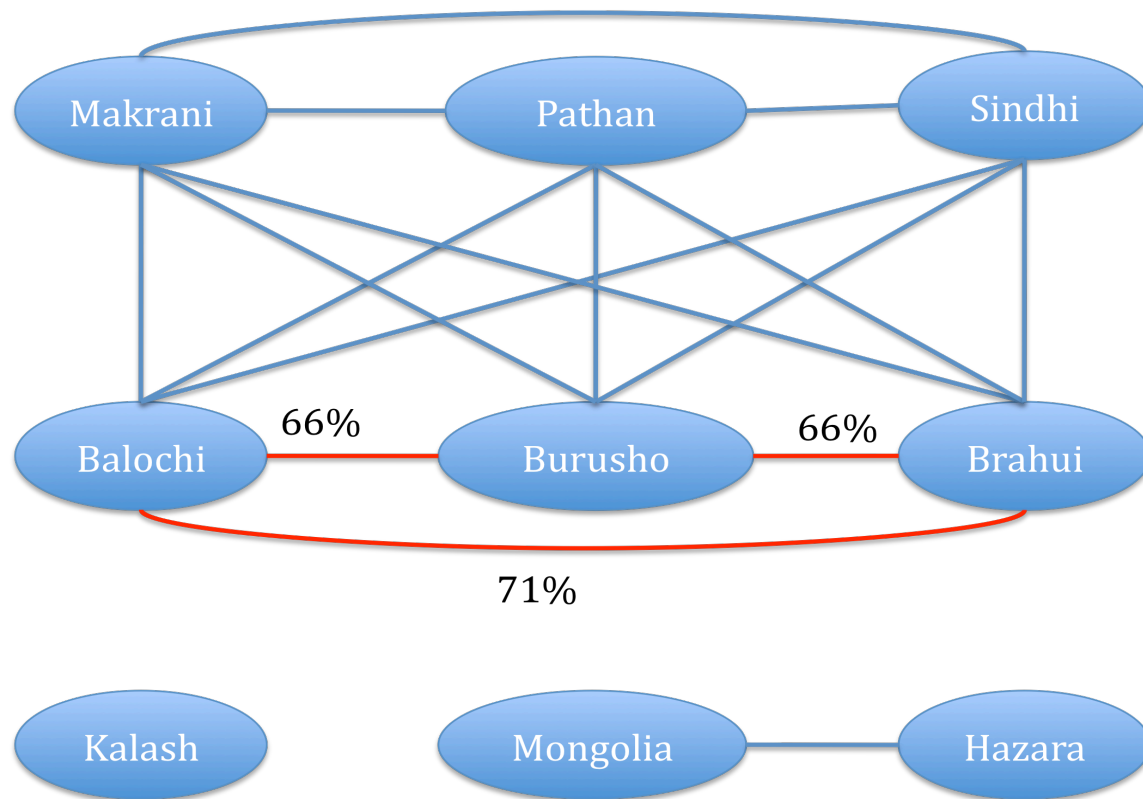 Makrani
Pathan
Sindhi
66%
66%
Balochi
Burusho
Brahui
71%
Kalash
Mongolia
Hazara